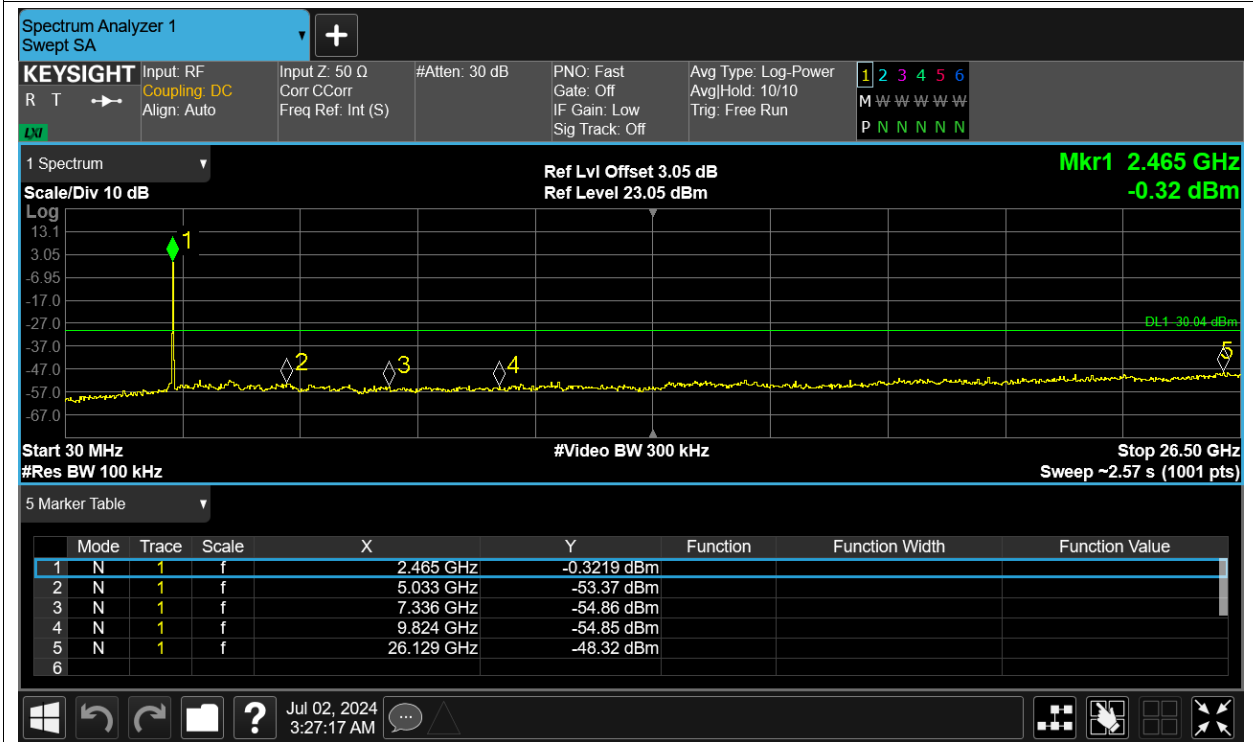 Spectrum Analyzer 1
Swept SA
+
KEYSIGHT Input: RF Input Z: 50 Ω #Atten: 30 dB PNO: Fast Avg Type: Log-Power 1 2 3 4 5 6
R T Coupling: DC Corr CCorr Gate: Off Avg|Hold: 10/10 M W W W W W
Align: Auto Freq Ref: Int (S) IF Gain: Low Trig: Free Run
LXI Sig Track: Off P N N N N N
1 Spectrum Ref Lvl Offset 3.05 dB Mkr1 2.465 GHz
Scale/Div 10 dB Ref Level 23.05 dBm -0.32 dBm
Log
13.1
1
3.05
-6.95
-17.0
-27.0
DL1 -30.04 dBm
-37.0
2 3 4 5
-47.0
-57.0
-67.0
Start 30 MHz #Video BW 300 kHz Stop 26.50 GHz
#Res BW 100 kHz Sweep ~2.57 s (1001 pts)
5 Marker Table
Mode Trace Scale X Y Function Function Width Function Value
1 N 1 f 2.465 GHz -0.3219 dBm
2 N 1 f 5.033 GHz -53.37 dBm
3 N 1 f 7.336 GHz -54.86 dBm
4 N 1 f 9.824 GHz -54.85 dBm
5 N 1 f 26.129 GHz -48.32 dBm
6
? Jul 02, 2024
3:27:17 AM